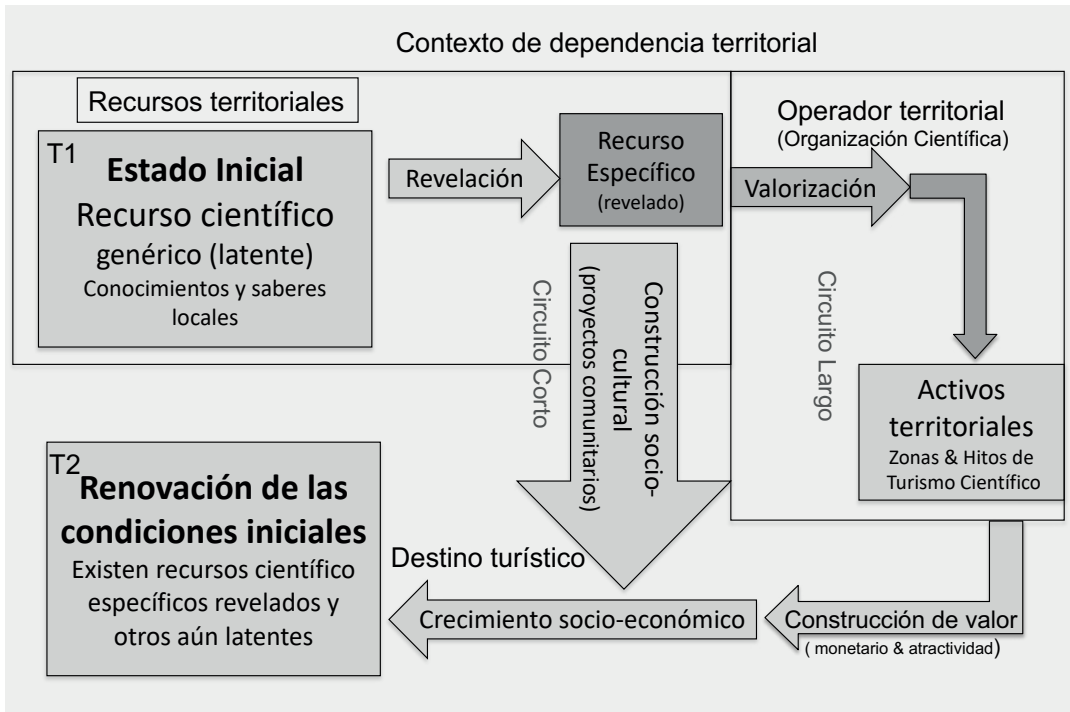 Contexto de dependencia territorial
Recursos territoriales
T1
Estado Inicial
Recurso científico
genérico (latente)
Conocimientos y saberes
locales
Revelación
Recurso
Específico
(revelado)
Operador territorial
(Organización Científica)
Valorización
Circuito Corto
Construcción socio-
cultural
(proyectos comunitarios)
Circuito Largo
Activos
territoriales
Zonas & Hitos de
Turismo Científico
T2
Renovación de las
condiciones iniciales
Existen recursos científico
específicos revelados y
otros aún latentes
Destino turístico
Crecimiento socio-económico
Construcción de valor
( monetario & atractividad)